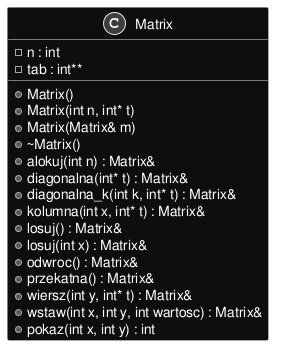 C Matrix
n : int
tab : int**
Matrix()
Matrix(int n, int* t)
Matrix(Matrix& m)
~Matrix()
alokuj(int n) : Matrix&
diagonalna(int* t) : Matrix&
diagonalna_k(int k, int* t) : Matrix&
kolumna(int x, int* t) : Matrix&
losuj() : Matrix&
losuj(int x) : Matrix&
odwroc() : Matrix&
przekatna() : Matrix&
wiersz(int y, int* t) : Matrix&
wstaw(int x, int y, int wartosc) : Matrix&
pokaz(int x, int y) : int